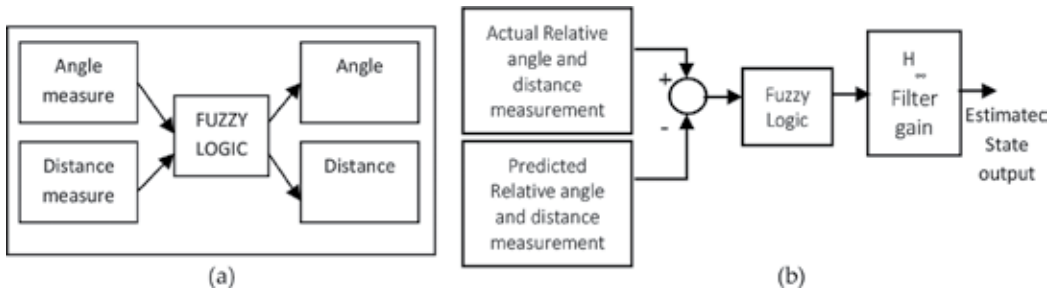 Angle
measure
Distance
measure
FUZZY
LOGIC
Angle
Distance
(a)
Actual Relative
angle and
distance
measurement
Predicted
Relative angle
and distance
measurement
+
-
Fuzzy
Logic
H
∞
Filter
gain
Estimatec
State
output
(b)